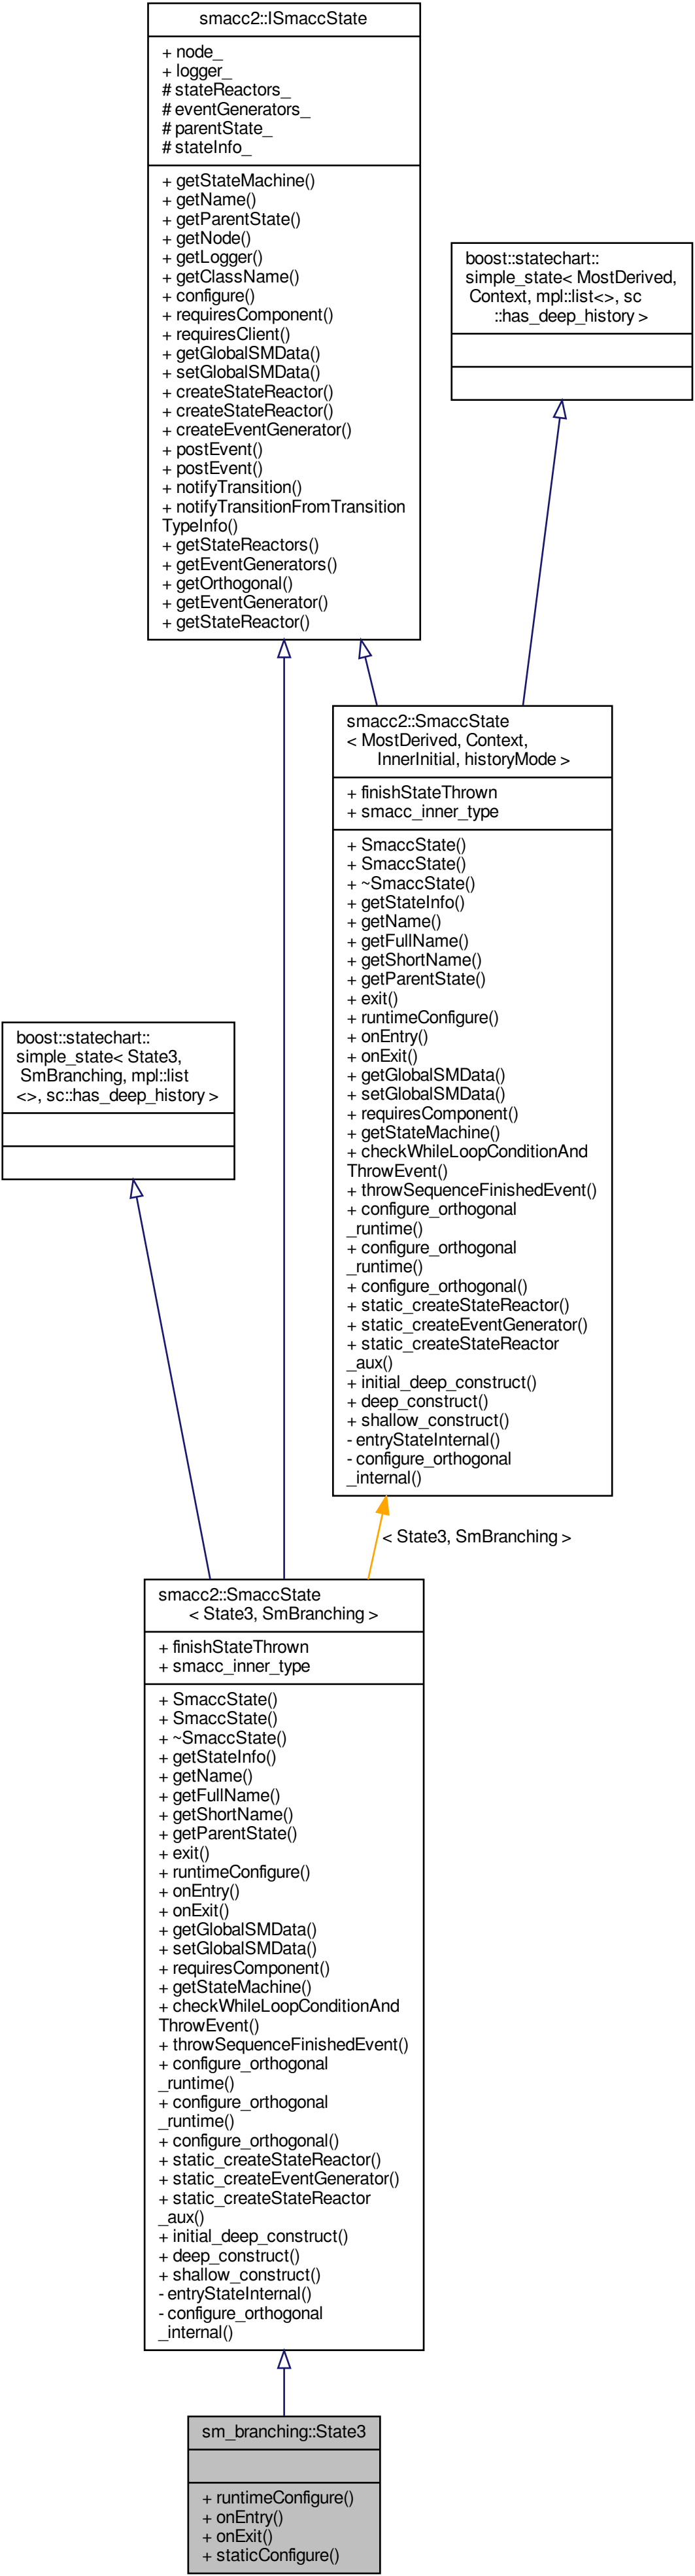 smacc2::ISmaccState
+ node_
+ logger_
# stateReactors_
# eventGenerators_
# parentState_
# stateInfo_
+ getStateMachine()
+ getName()
+ getParentState()
+ getNode()
+ getLogger()
+ getClassName()
+ configure()
+ requiresComponent()
+ requiresClient()
+ getGlobalSMData()
+ setGlobalSMData()
+ createStateReactor()
+ createStateReactor()
+ createEventGenerator()
+ postEvent()
+ postEvent()
+ notifyTransition()
+ notifyTransitionFromTransition
TypeInfo()
+ getStateReactors()
+ getEventGenerators()
+ getOrthogonal()
+ getEventGenerator()
+ getStateReactor()
boost::statechart::
simple_state< MostDerived,
Context, mpl::list<>, sc
::has_deep_history >
smacc2::SmaccState
< MostDerived, Context,
InnerInitial, historyMode >
+ finishStateThrown
+ smacc_inner_type
+ SmaccState()
+ SmaccState()
+ ~SmaccState()
+ getStateInfo()
+ getName()
+ getFullName()
+ getShortName()
+ getParentState()
+ exit()
+ runtimeConfigure()
+ onEntry()
+ onExit()
+ getGlobalSMData()
+ setGlobalSMData()
+ requiresComponent()
+ getStateMachine()
+ checkWhileLoopConditionAnd
ThrowEvent()
+ throwSequenceFinishedEvent()
+ configure_orthogonal
_runtime()
+ configure_orthogonal
_runtime()
+ configure_orthogonal()
+ static_createStateReactor()
+ static_createEventGenerator()
+ static_createStateReactor
_aux()
+ initial_deep_construct()
+ deep_construct()
+ shallow_construct()
- entryStateInternal()
- configure_orthogonal
_internal()
boost::statechart::
simple_state< State3,
SmBranching, mpl::list
<>, sc::has_deep_history >
< State3, SmBranching >
smacc2::SmaccState
< State3, SmBranching >
+ finishStateThrown
+ smacc_inner_type
+ SmaccState()
+ SmaccState()
+ ~SmaccState()
+ getStateInfo()
+ getName()
+ getFullName()
+ getShortName()
+ getParentState()
+ exit()
+ runtimeConfigure()
+ onEntry()
+ onExit()
+ getGlobalSMData()
+ setGlobalSMData()
+ requiresComponent()
+ getStateMachine()
+ checkWhileLoopConditionAnd
ThrowEvent()
+ throwSequenceFinishedEvent()
+ configure_orthogonal
_runtime()
+ configure_orthogonal
_runtime()
+ configure_orthogonal()
+ static_createStateReactor()
+ static_createEventGenerator()
+ static_createStateReactor
_aux()
+ initial_deep_construct()
+ deep_construct()
+ shallow_construct()
- entryStateInternal()
- configure_orthogonal
_internal()
sm_branching::State3
+ runtimeConfigure()
+ onEntry()
+ onExit()
+ staticConfigure()